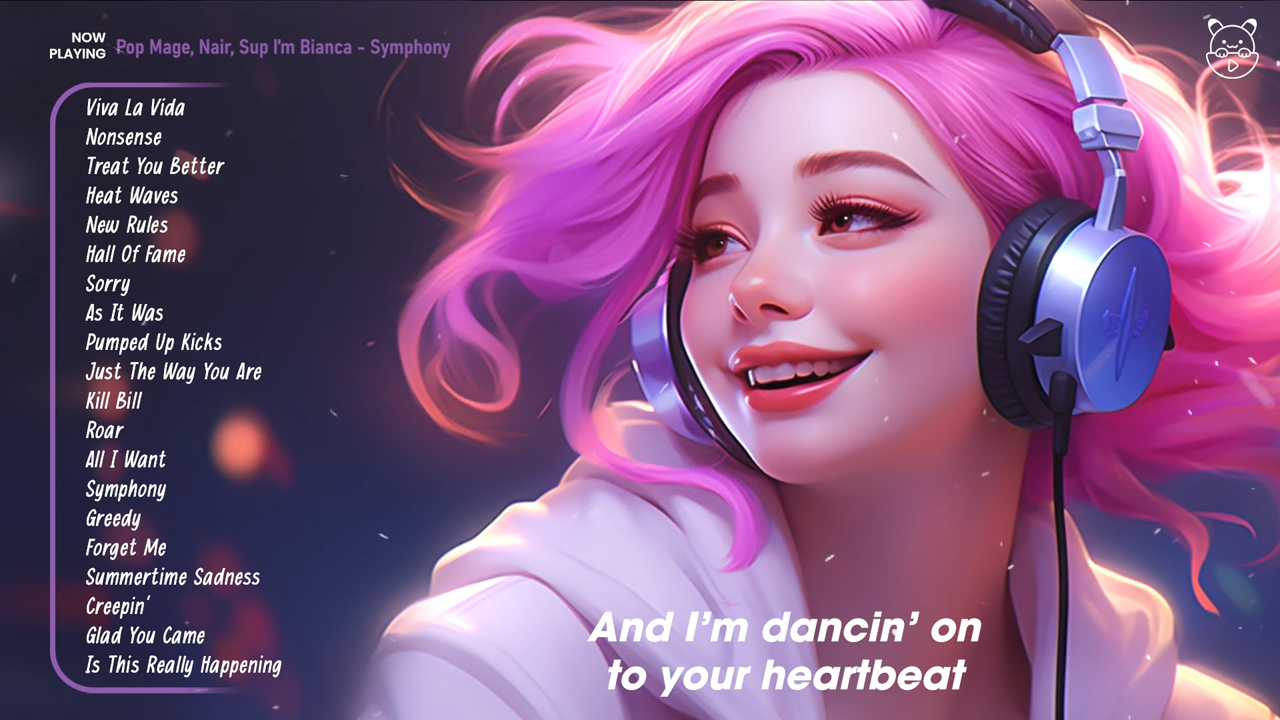 NOW
PLAYING
Pop Mage, Nair, Sup I'm Bianca - Symphony
Viva La Vida
Nonsense
Treat You Better
Heat Waves
New Rules
Hall Of Fame
Sorry
As It Was
Pumped Up Kicks
Just The Way You Are
Kill Bill
Roar
All I Want
Symphony
Greedy
Forget Me
Summertime Sadness
Creepin'
Glad You Came
Is This Really Happening
And I'm dancin' on
to your heartbeat